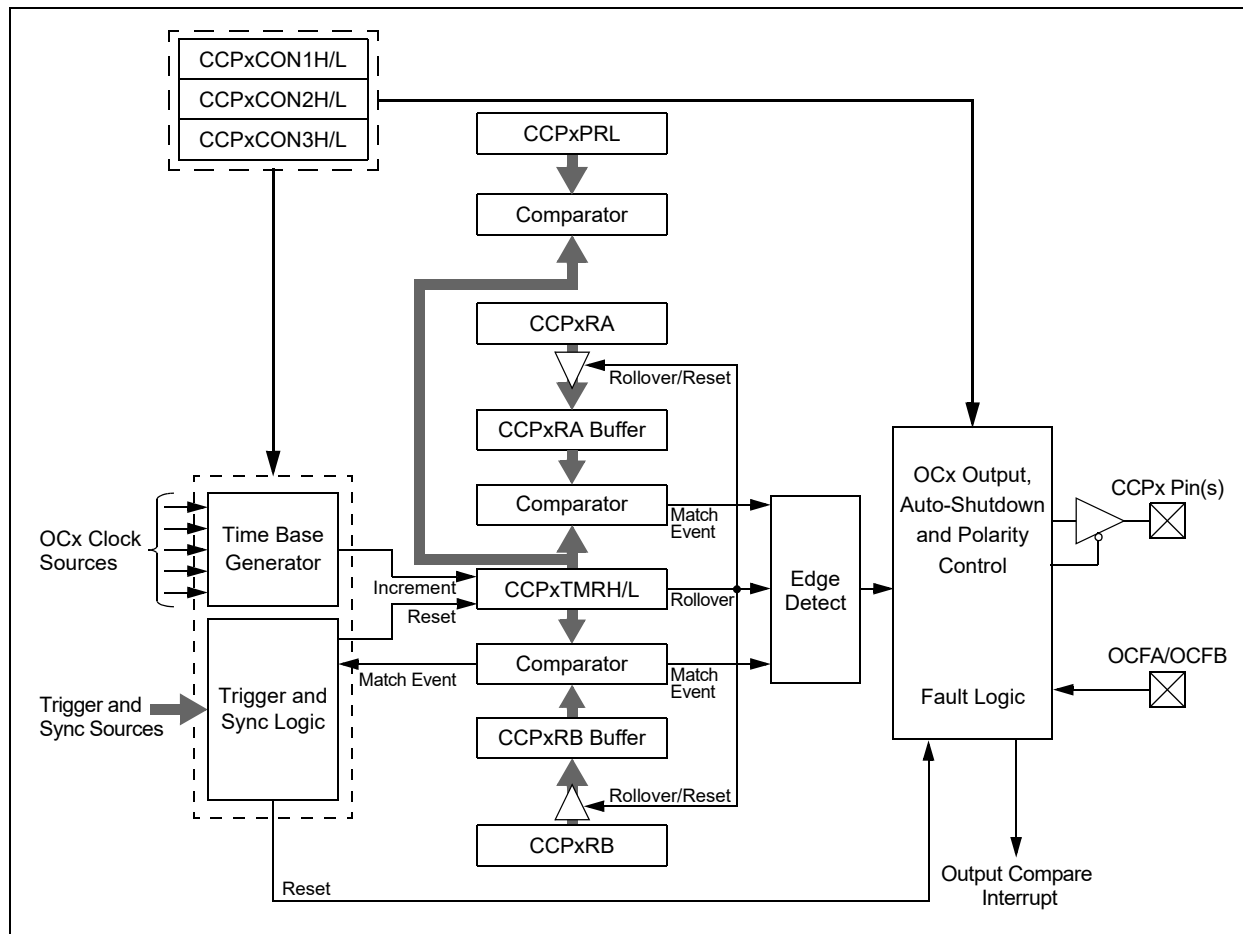 CCPxCON1H/L
CCPxCON2H/L
CCPxCON3H/L
CCPxPRL
Comparator
CCPxRA
Rollover/Reset
CCPxRA Buffer
Comparator
Match
Event
OCx Clock
Sources
Time Base
Generator
Increment
Reset
CCPxTMRH/L
Rollover
Edge
Detect
OCx Output,
Auto-Shutdown
and Polarity
Control
CCPx Pin(s)
Trigger and
Sync Sources
Trigger and
Sync Logic
Match Event
Comparator
Match
Event
CCPxRB Buffer
Rollover/Reset
CCPxRB
Fault Logic
OCFA/OCFB
Reset
Output Compare
Interrupt